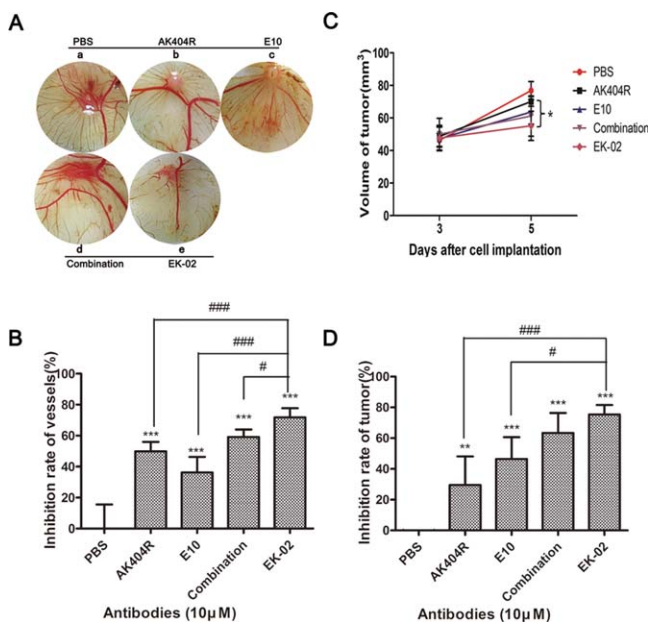 A
PBS AK404R E10
a b c
d e
Combination EK-02
C
Volume of tumor(mm³)
100
80
60
40
20
0
3 5
Days after cell implantation
PBS
AK404R
E10
Combination
EK-02
*
B
Inhibition rate of vessels(%)
100
80
60
40
20
0
###
###
#
*** *** *** ***
PBS AK404R E10 Combination EK-02
Antibodies (10μM)
D
Inhibition rate of tumor(%)
100
80
60
40
20
0
###
#
** *** *** ***
PBS AK404R E10 Combination EK-02
Antibodies (10μM)